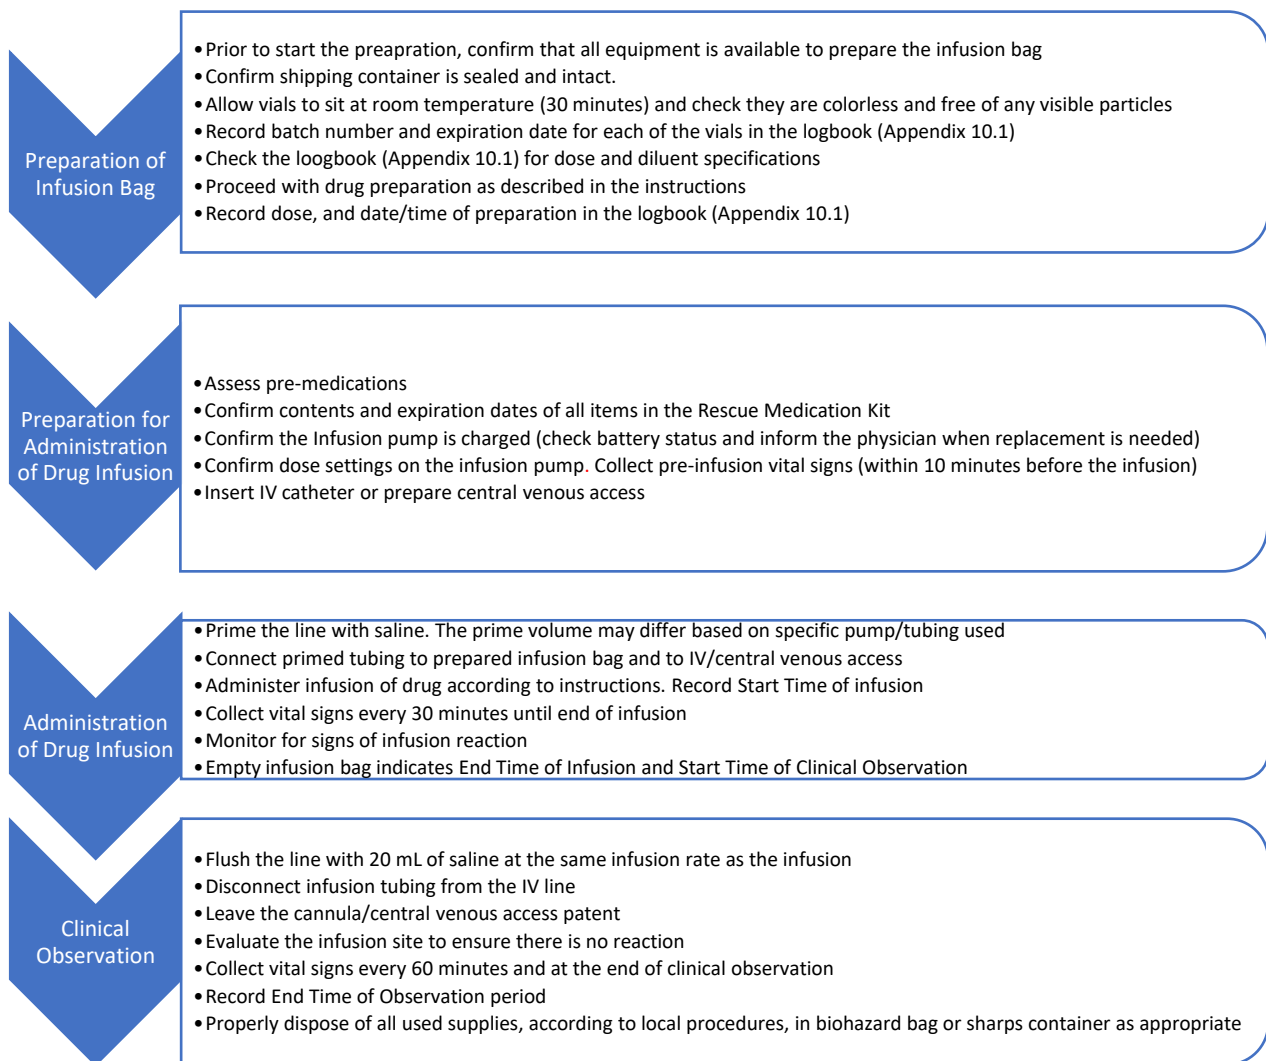 Preparation of
Infusion Bag
•Prior to start the preapration, confirm that all equipment is available to prepare the infusion bag
•Confirm shipping container is sealed and intact.
•Allow vials to sit at room temperature (30 minutes) and check they are colorless and free of any visible particles
•Record batch number and expiration date for each of the vials in the logbook (Appendix 10.1)
•Check the loogbook (Appendix 10.1) for dose and diluent specifications
•Proceed with drug preparation as described in the instructions
•Record dose, and date/time of preparation in the logbook (Appendix 10.1)
Preparation for
Administration
of Drug Infusion
•Assess pre-medications
•Confirm contents and expiration dates of all items in the Rescue Medication Kit
•Confirm the Infusion pump is charged (check battery status and inform the physician when replacement is needed)
•Confirm dose settings on the infusion pump. Collect pre-infusion vital signs (within 10 minutes before the infusion)
•Insert IV catheter or prepare central venous access
Administration
of Drug Infusion
•Prime the line with saline. The prime volume may differ based on specific pump/tubing used
•Connect primed tubing to prepared infusion bag and to IV/central venous access
•Administer infusion of drug according to instructions. Record Start Time of infusion
•Collect vital signs every 30 minutes until end of infusion
•Monitor for signs of infusion reaction
•Empty infusion bag indicates End Time of Infusion and Start Time of Clinical Observation
Clinical
Observation
•Flush the line with 20 mL of saline at the same infusion rate as the infusion
•Disconnect infusion tubing from the IV line
•Leave the cannula/central venous access patent
•Evaluate the infusion site to ensure there is no reaction
•Collect vital signs every 60 minutes and at the end of clinical observation
•Record End Time of Observation period
•Properly dispose of all used supplies, according to local procedures, in biohazard bag or sharps container as appropriate